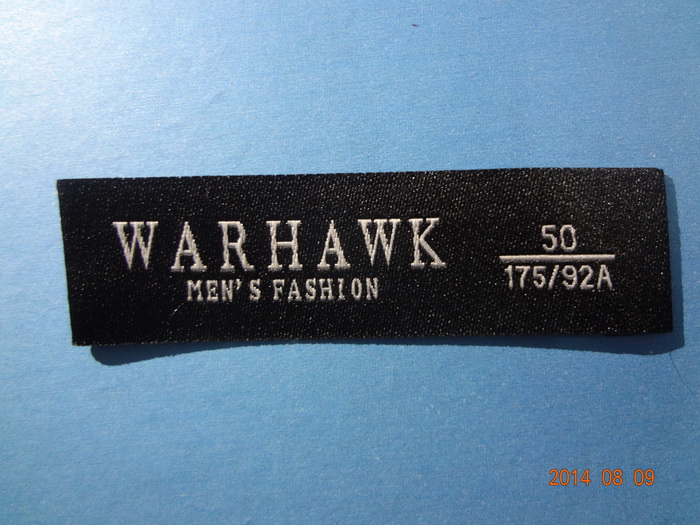 WARHAWK
MEN'S FASHION
50
175/92A
2014 08 09